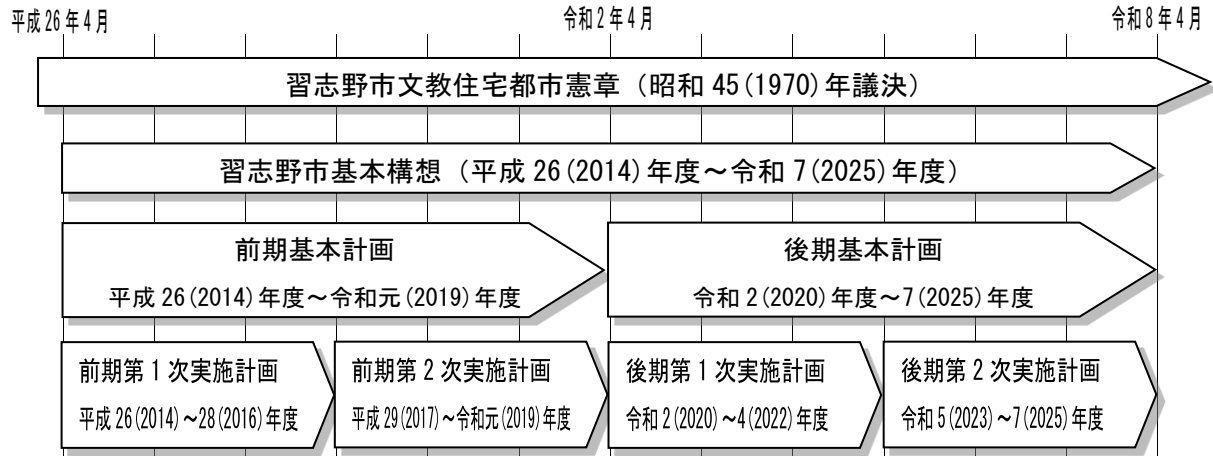 平成26年4月 令和2年4月 令和8年4月
習志野市文教住宅都市憲章（昭和45(1970)年議決）
習志野市基本構想（平成26(2014)年度～令和7(2025)年度）
前期基本計画
平成26(2014)年度～令和元(2019)年度
後期基本計画
令和2(2020)年度～7(2025)年度
前期第1次実施計画
平成26(2014)～28(2016)年度
前期第2次実施計画
平成29(2017)～令和元(2019)年度
後期第1次実施計画
令和2(2020)～4(2022)年度
後期第2次実施計画
令和5(2023)～7(2025)年度